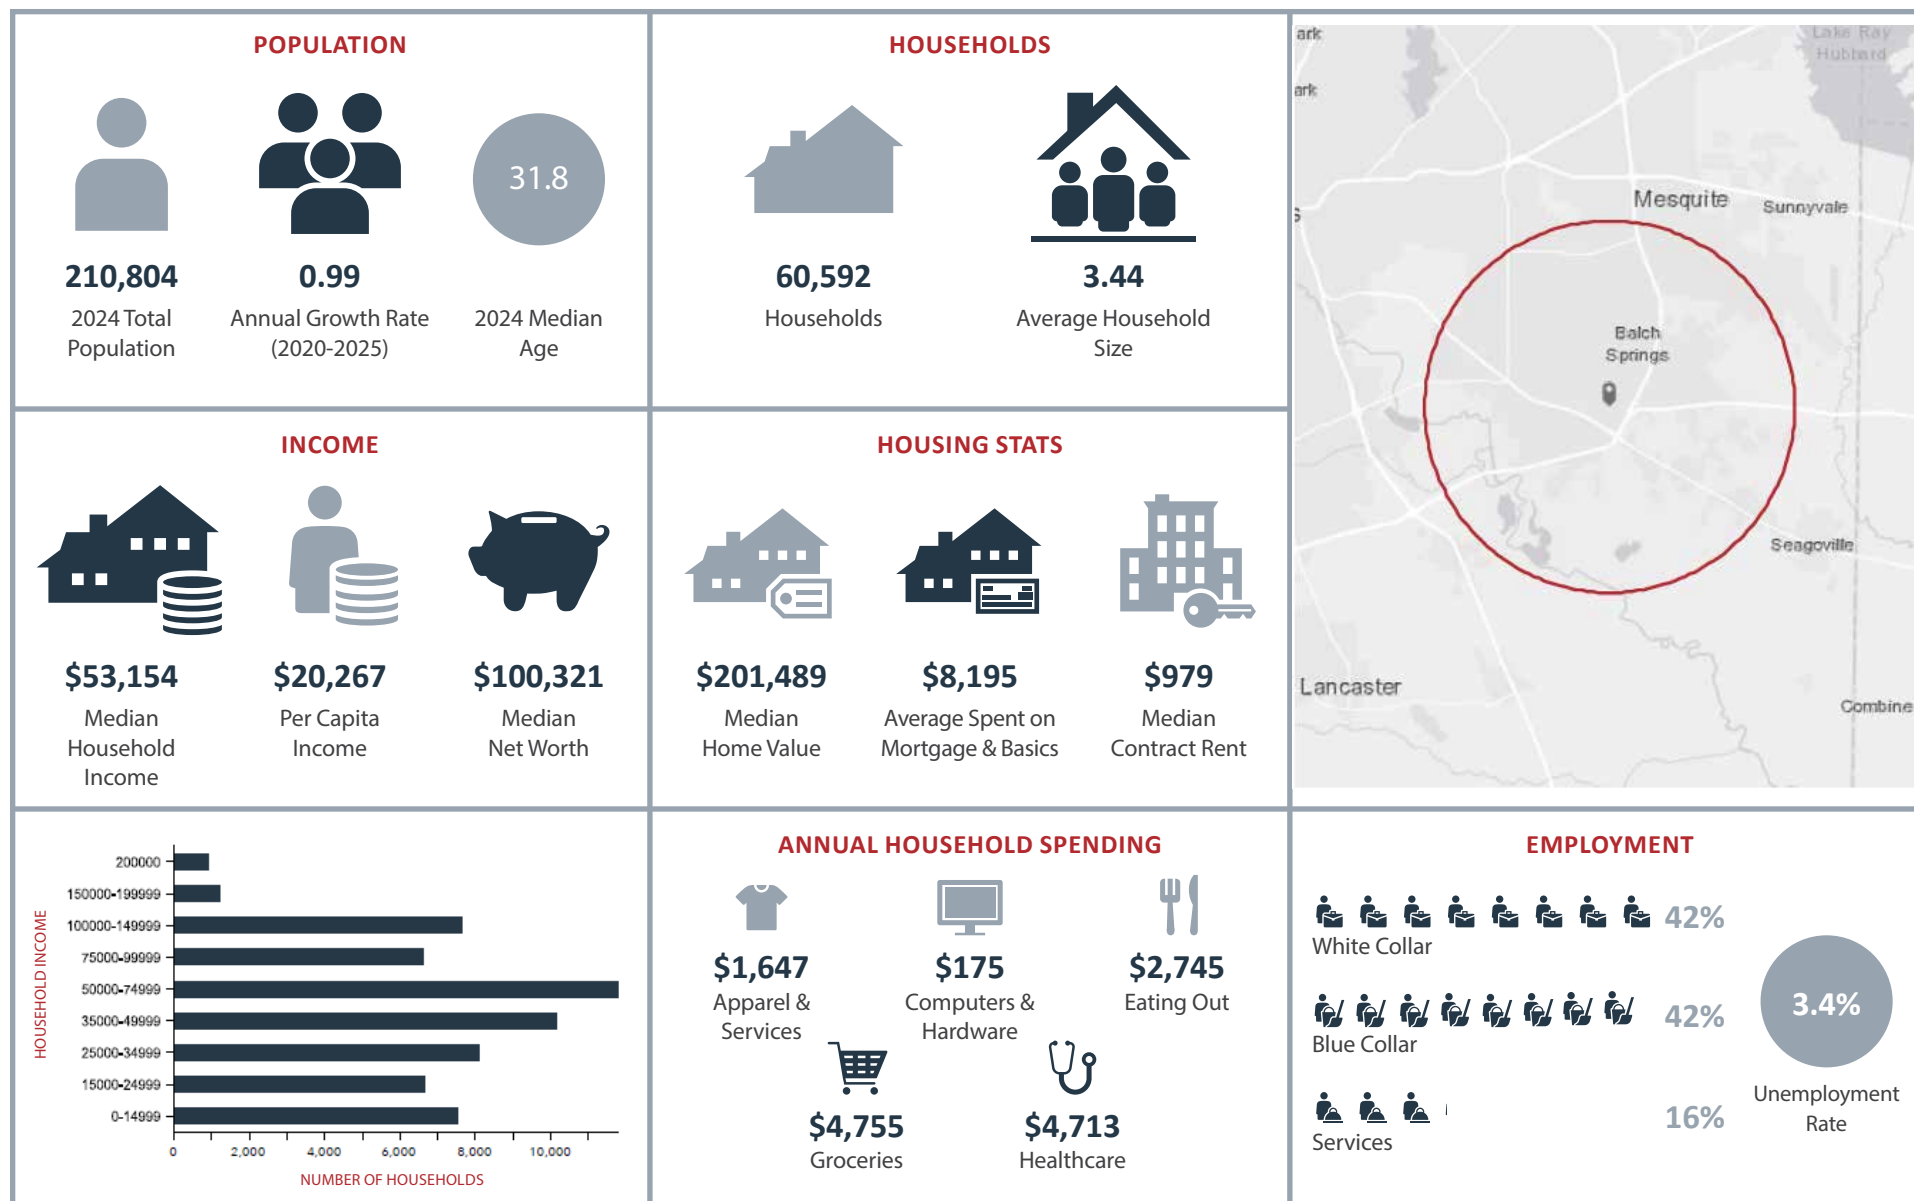 POPULATION
31.8
210,804
2024 Total
Population
0.99
Annual Growth Rate
(2020-2025)
2024 Median
Age
HOUSEHOLDS
60,592
Households
3.44
Average Household
Size
ark
Lake Ray
Hubbard
ark
Mesquite
Sunnyvale
s
Balch
Springs
Seagoville
Lancaster
Combine
INCOME
$53,154
Median
Household
Income
$20,267
Per Capita
Income
$100,321
Median
Net Worth
HOUSING STATS
$201,489
Median
Home Value
$8,195
Average Spent on
Mortgage & Basics
$979
Median
Contract Rent
HOUSEHOLD INCOME
200000
150000-199999
100000-149999
75000-99999
50000-74999
35000-49999
25000-34999
15000-24999
0-14999
0 2,000 4,000 6,000 8,000 10,000
NUMBER OF HOUSEHOLDS
ANNUAL HOUSEHOLD SPENDING
$1,647
Apparel &
Services
$175
Computers &
Hardware
$2,745
Eating Out
$4,755
Groceries
$4,713
Healthcare
EMPLOYMENT
42%
White Collar
42%
Blue Collar
16%
Services
3.4%
Unemployment
Rate